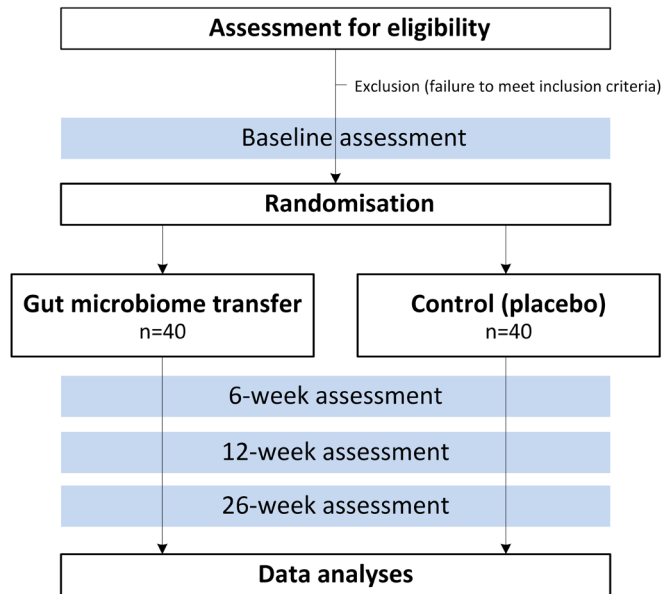 Assessment for eligibility
Exclusion (failure to meet inclusion criteria)
Baseline assessment
Randomisation
Gut microbiome transfer
n=40
Control (placebo)
n=40
6-week assessment
12-week assessment
26-week assessment
Data analyses